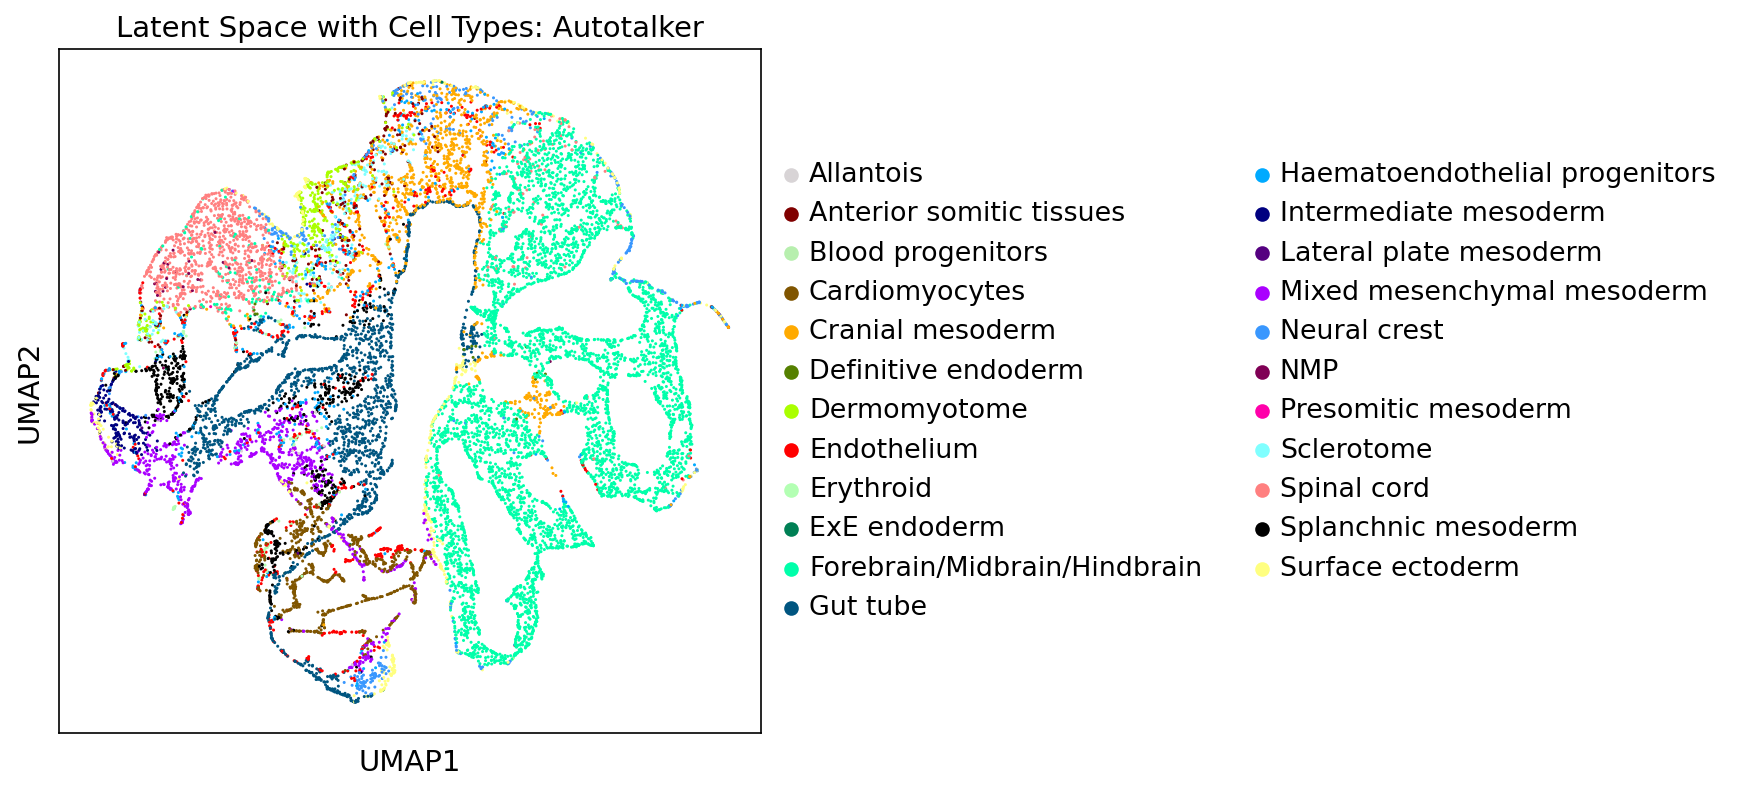 Latent Space with Cell Types: Autotalker
UMAP2
UMAP1
Allantois
Anterior somitic tissues
Blood progenitors
Cardiomyocytes
Cranial mesoderm
Definitive endoderm
Dermomyotome
Endothelium
Erythroid
ExE endoderm
Forebrain/Midbrain/Hindbrain
Gut tube
Haematoendothelial progenitors
Intermediate mesoderm
Lateral plate mesoderm
Mixed mesenchymal mesoderm
Neural crest
NMP
Presomitic mesoderm
Sclerotome
Spinal cord
Splanchnic mesoderm
Surface ectoderm